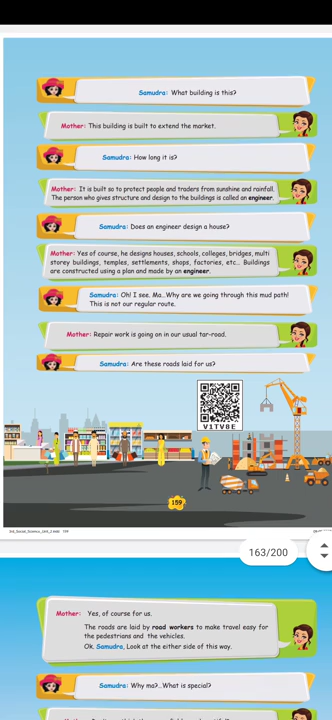 Samudra: What building is this?
Mother: This building is built to extend the market.
Samudra: How long it is?
Mother: It is built so to protect people and traders from sunshine and rainfall.
The person who gives structure and design to the buildings is called an engineer.
Samudra: Does an engineer design a house?
Mother: Yes of course, he designs houses, schools, colleges, bridges, multi
storey buildings, temples, settlements, shops, factories, etc... Buildings
are constructed using a plan and made by an engineer.
Samudra: Oh! I see. Ma...Why are we going through this mud path!
This is not our regular route.
Mother: Repair work is going on in our usual tar-road.
Samudra: Are these roads laid for us?
V1TV8E
159
163/200
Mother: Yes, of course for us.
The roads are laid by road workers to make travel easy for
the pedestrians and the vehicles.
Ok. Samudra, Look at the either side of this way.
Samudra: Why ma?...What is special?